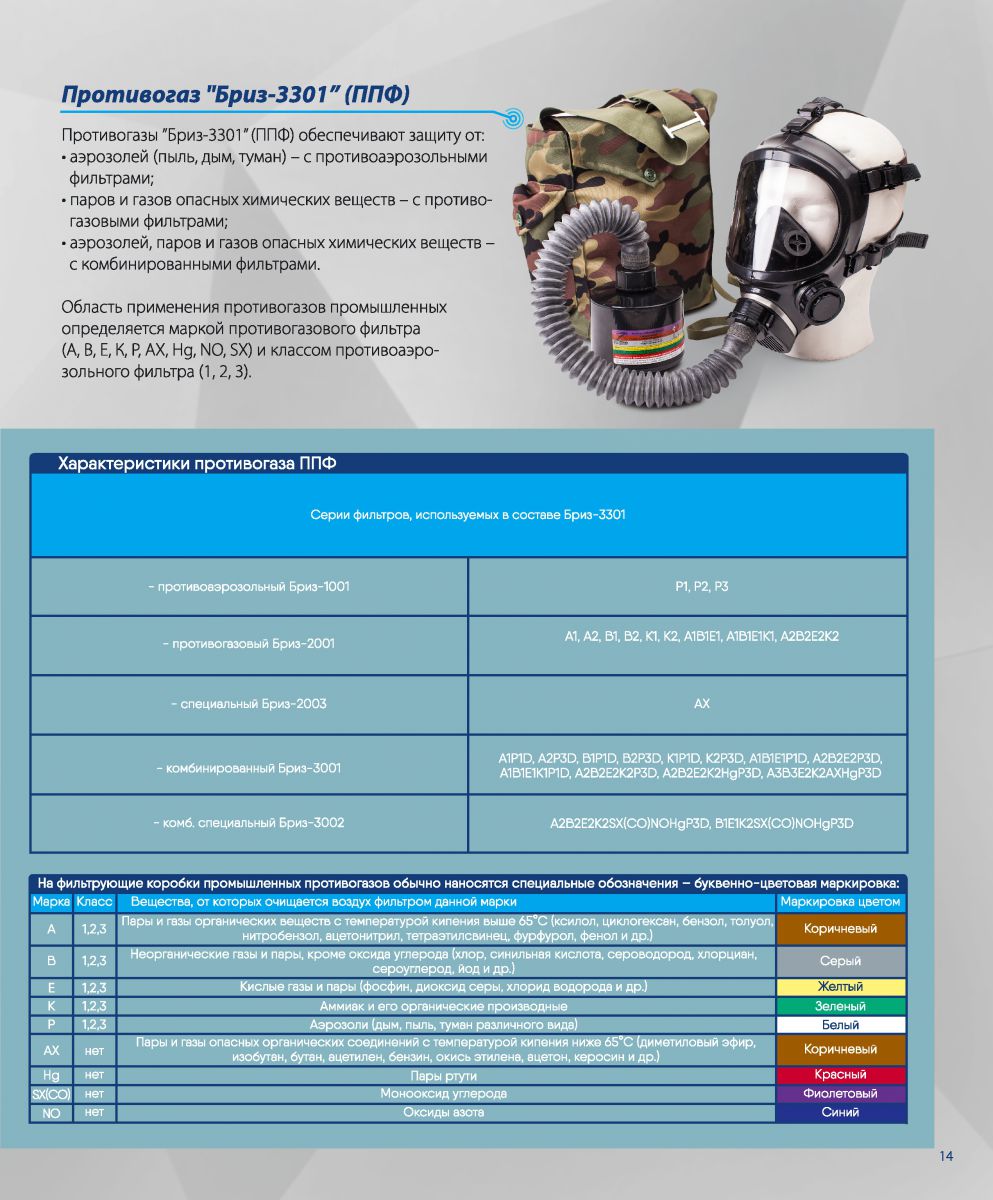 Противогаз "Бриз-3301" (ППФ)
Противогазы "Бриз-3301" (ППФ) обеспечивают защиту от:
• аэрозолей (пыль, дым, туман) – с противоаэрозольными
фильтрами;
• паров и газов опасных химических веществ – с противо-
газовыми фильтрами;
• аэрозолей, паров и газов опасных химических веществ –
с комбинированными фильтрами.
Область применения противогазов промышленных
определяется маркой противогазового фильтра
(А, В, Е, К, Р, АХ, Hg, NO, SX) и классом противоаэро-
зольного фильтра (1, 2, 3).
Характеристики противогаза ППФ
Серии фильтров, используемых в составе Бриз-3301
- противоаэрозольный Бриз-1001 P1, P2, P3
- противогазовый Бриз-2001 A1, A2, B1, B2, K1, K2, A1B1E1, A1B1E1K1, A2B2E2K2
- специальный Бриз-2003 AX
- комбинированный Бриз-3001 A1P1D, A2P3D, B1P1D, B2P3D, K1P1D, K2P3D, A1B1E1P1D, A2B2E2P3D,
A1B1E1K1P1D, A2B2E2K2P3D, A2B2E2K2HgP3D, A3B3E2K2AXHgP3D
- комб. специальный Бриз-3002 A2B2E2K2SX(CO)NOHgP3D, B1E1K2SX(CO)NOHgP3D
На фильтрующие коробки промышленных противогазов обычно наносятся специальные обозначения – буквенно-цветовая маркировка:
Марка Класс Вещества, от которых очищается воздух фильтром данной марки Маркировка цветом
A 1,2,3 Пары и газы органических веществ с температурой кипения выше 65°С (ксилол, циклогексан, бензол, толуол,
нитробензол, ацетонитрил, тетраэтилсвинец, фурфурол, фенол и др.) Коричневый
B 1,2,3 Неорганические газы и пары, кроме оксида углерода (хлор, синильная кислота, сероводород, хлорциан,
сероуглерод, йод и др.) Серый
E 1,2,3 Кислые газы и пары (фосфин, диоксид серы, хлорид водорода и др.) Желтый
K 1,2,3 Аммиак и его органические производные Зеленый
P 1,2,3 Аэрозоли (дым, пыль, туман различного вида) Белый
AX нет Пары и газы опасных органических соединений с температурой кипения ниже 65°С (диметиловый эфир,
изобутан, бутан, ацетилен, бензин, окись этилена, ацетон, керосин и др.) Коричневый
Hg нет Пары ртути Красный
SX(CO) нет Монооксид углерода Фиолетовый
NO нет Оксиды азота Синий
14